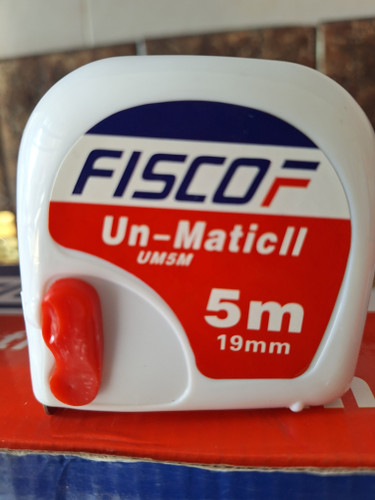 FISCO
Un-MaticII
UM5M
5m
19mm